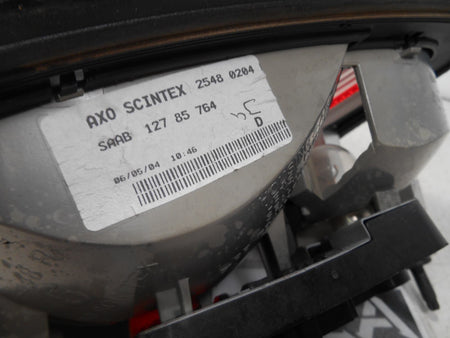 AXO SCINTEX 2548 0204
SAAB 127 85 764
D
06/05/04 10:46